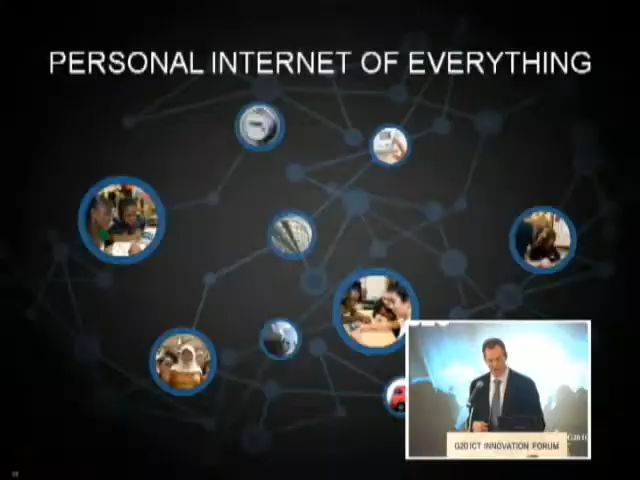 PERSONAL INTERNET OF EVERYTHING
G20 ICT INNOVATION FORUM